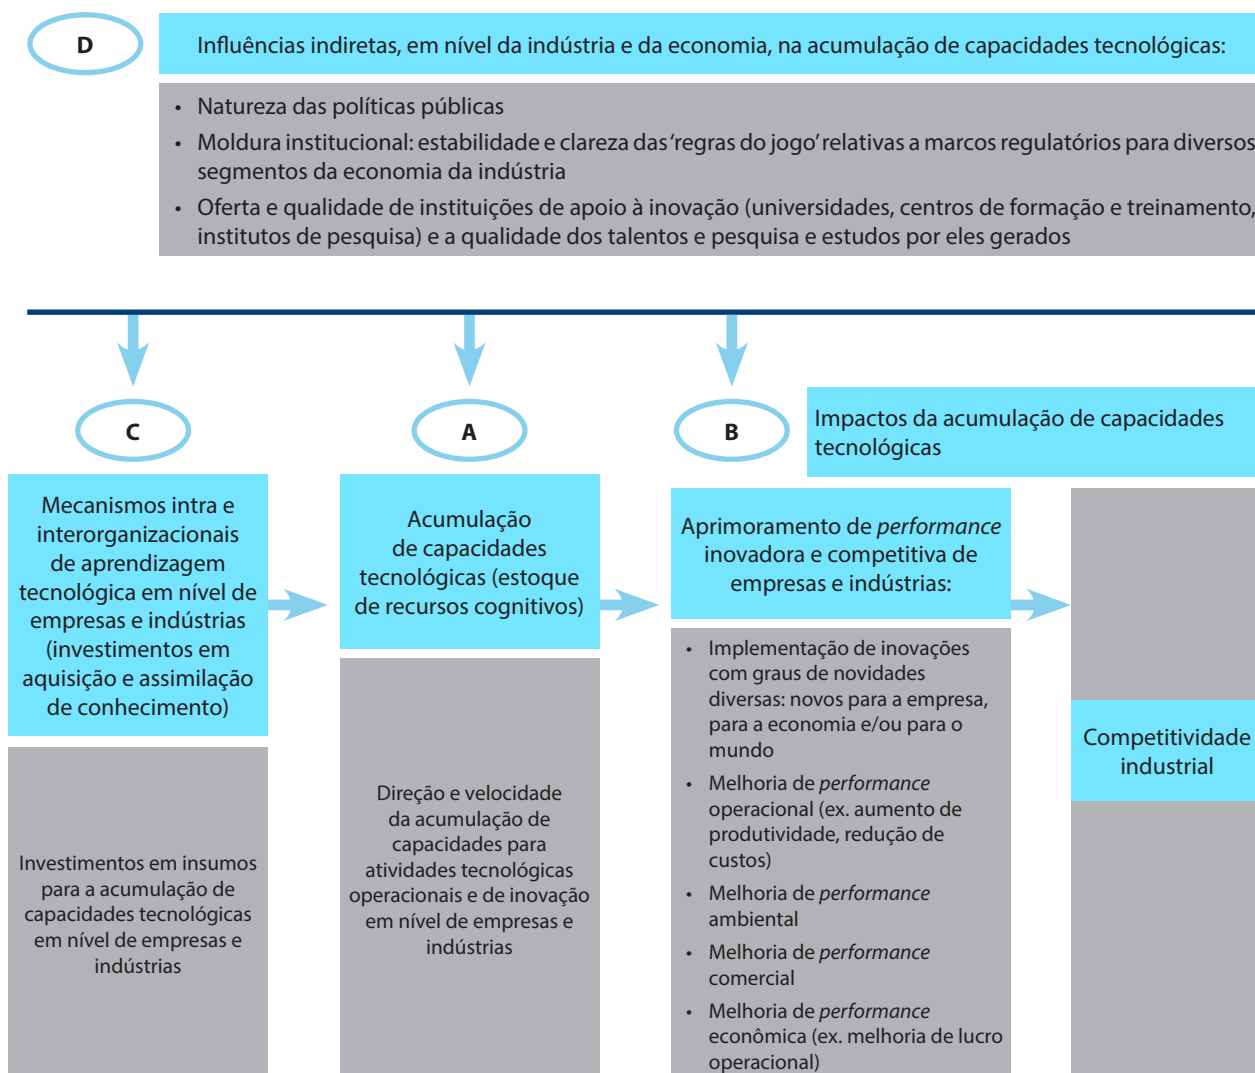 D
Influências indiretas, em nível da indústria e da economia, na acumulação de capacidades tecnológicas:
• Natureza das políticas públicas
• Moldura institucional: estabilidade e clareza das ‘regras do jogo’ relativas a marcos regulatórios para diversos
segmentos da economia da indústria
• Oferta e qualidade de instituições de apoio à inovação (universidades, centros de formação e treinamento,
institutos de pesquisa) e a qualidade dos talentos e pesquisa e estudos por eles gerados
C
Mecanismos intra e
interorganizacionais
de aprendizagem
tecnológica em nível de
empresas e indústrias
(investimentos em
aquisição e assimilação
de conhecimento)
Investimentos em insumos
para a acumulação de
capacidades tecnológicas
em nível de empresas e
indústrias
A
Acumulação
de capacidades
tecnológicas (estoque
de recursos cognitivos)
Direção e velocidade
da acumulação de
capacidades para
atividades tecnológicas
operacionais e de inovação
em nível de empresas e
indústrias
B
Impactos da acumulação de capacidades
tecnológicas
Aprimoramento de performance
inovadora e competitiva de
empresas e indústrias:
• Implementação de inovações
com graus de novidades
diversas: novos para a empresa,
para a economia e/ou para o
mundo
• Melhoria de performance
operacional (ex. aumento de
produtividade, redução de
custos)
• Melhoria de performance
ambiental
• Melhoria de performance
comercial
• Melhoria de performance
econômica (ex. melhoria de lucro
operacional)
Competitividade
industrial